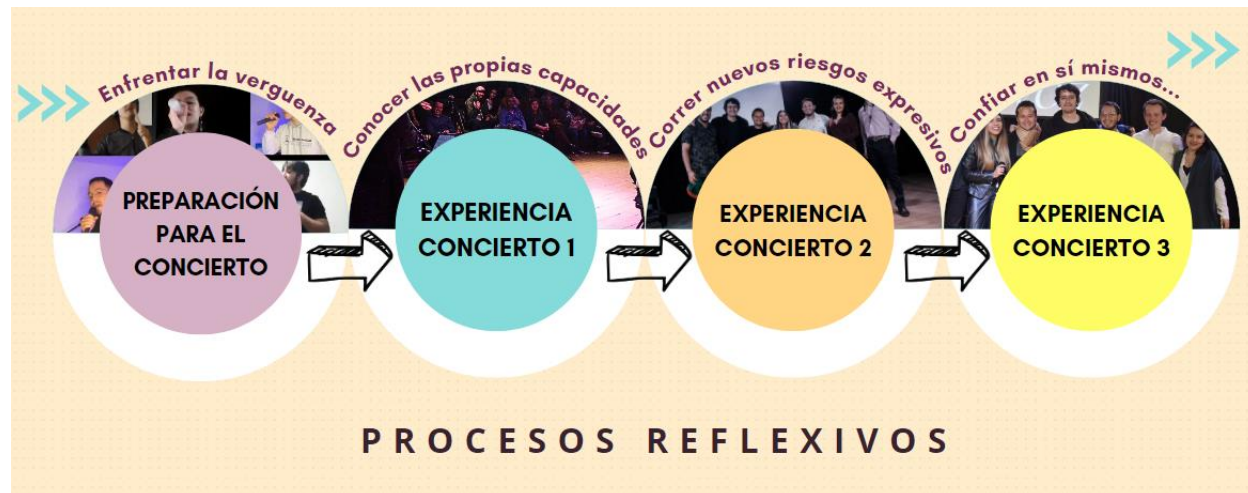 Enfrentar la verguenza
PREPARACIÓN
PARA EL
CONCIERTO
Conocer las propias capacidades
EXPERIENCIA
CONCIERTO 1
Correr nuevos riesgos expresivos
EXPERIENCIA
CONCIERTO 2
Confiar en sí mismos...
EXPERIENCIA
CONCIERTO 3
PROCESOS REFLEXIVOS